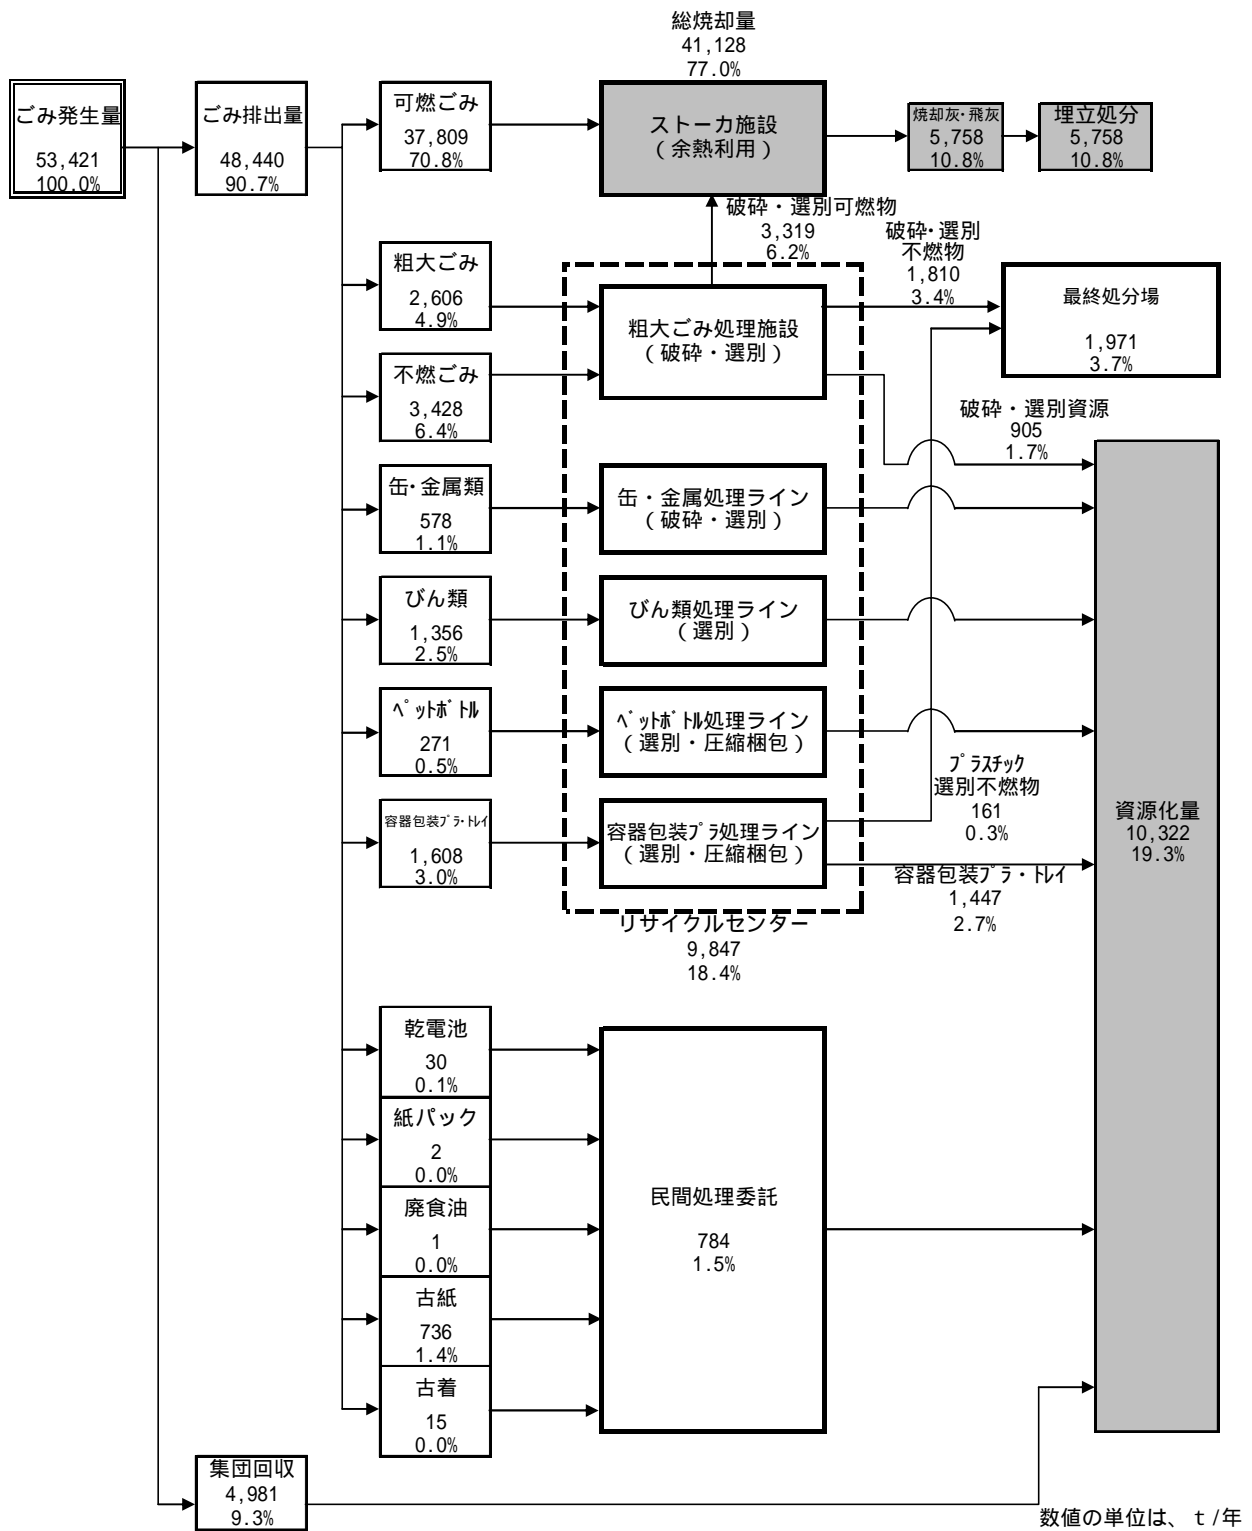 総焼却量
41,128
77.0%
ごみ発生量
53,421
100.0%
ごみ排出量
48,440
90.7%
可燃ごみ
37,809
70.8%
ストーカ施設
(余熱利用)
焼却灰・飛灰
5,758
10.8%
埋立処分
5,758
10.8%
破砕・選別可燃物
3,319
6.2%
破砕・選別
不燃物
1,810
3.4%
粗大ごみ
2,606
4.9%
不燃ごみ
3,428
6.4%
粗大ごみ処理施設
(破砕・選別)
最終処分場
1,971
3.7%
破砕・選別資源
905
1.7%
缶・金属類
578
1.1%
缶・金属処理ライン
(破砕・選別)
びん類
1,356
2.5%
びん類処理ライン
(選別)
ペットボトル
271
0.5%
ペットボトル処理ライン
(選別・圧縮梱包)
プラスチック
選別不燃物
161
0.3%
容器包装プラ・トレイ
1,608
3.0%
容器包装プラ処理ライン
(選別・圧縮梱包)
容器包装プラ・トレイ
1,447
2.7%
資源化量
10,322
19.3%
リサイクルセンター
9,847
18.4%
乾電池
30
0.1%
紙パック
2
0.0%
廃食油
1
0.0%
古紙
736
1.4%
古着
15
0.0%
民間処理委託
784
1.5%
集団回収
4,981
9.3%
数値の単位は、t/年